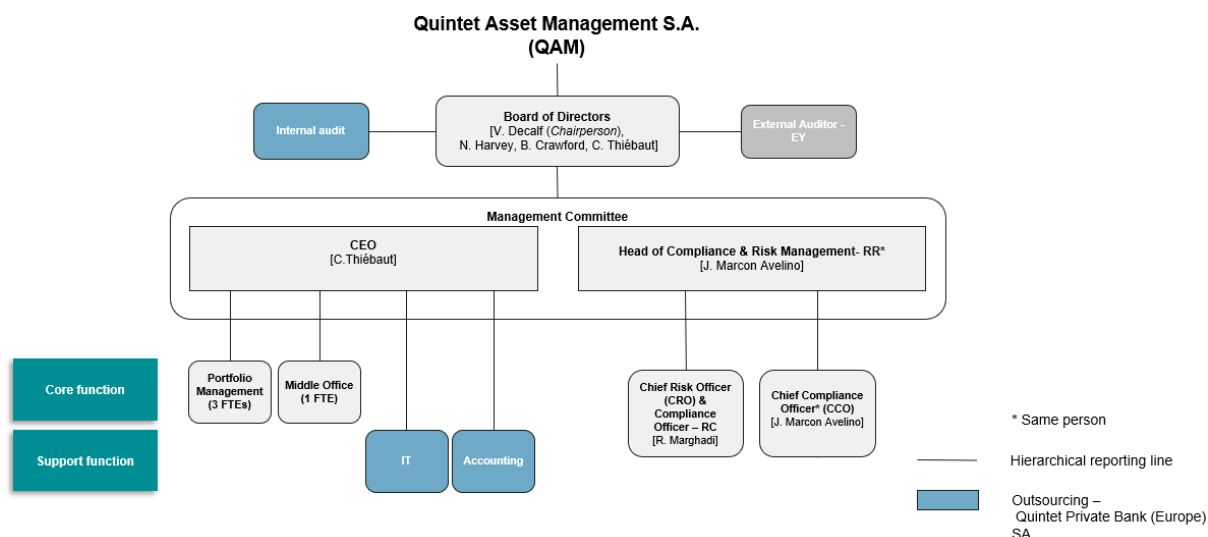 Quintet Asset Management S.A.
(QAM)
Internal audit
Board of Directors
[V. Decalf (Chairperson),
N. Harvey, B. Crawford, C. Thiébaut]
External Auditor -
EY
Management Committee
CEO
[C.Thiébaut]
Head of Compliance & Risk Management- RR*
[J. Marcon Avelino]
Core function
Portfolio
Management
(3 FTEs)
Middle Office
(1 FTE)
Chief Risk Officer
(CRO) &
Compliance
Officer – RC
[R. Marghadi]
Chief Compliance
Officer* (CCO)
[J. Marcon Avelino]
Support function
IT
Accounting
* Same person
Hierarchical reporting line
Outsourcing –
Quintet Private Bank (Europe)
SA